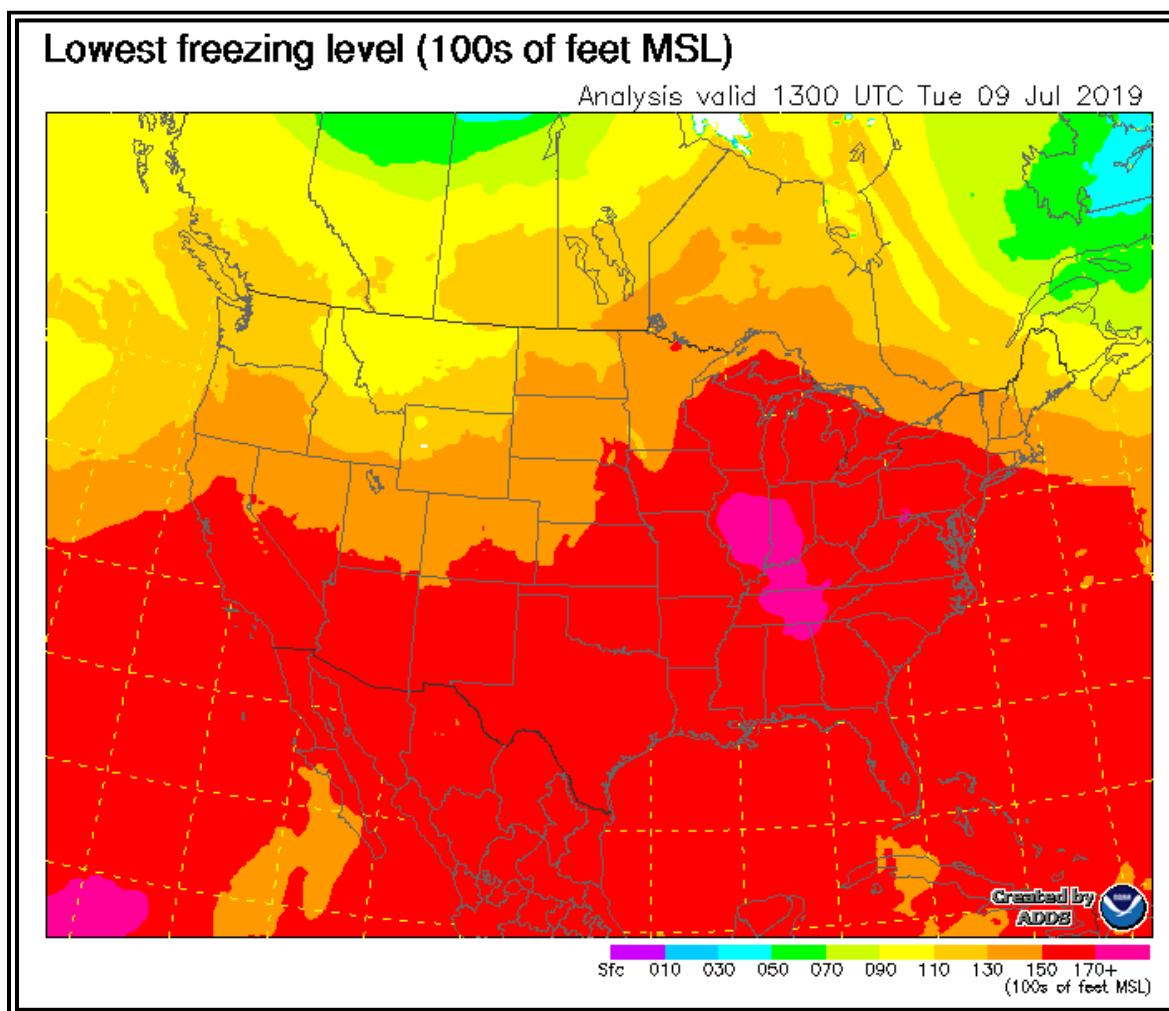 Lowest freezing level (100s of feet MSL)
Analysis valid 1300 UTC Tue 09 Jul 2019
Created by
ADDS
Sfc 010 030 050 070 090 110 130 150 170+
(100s of feet MSL)